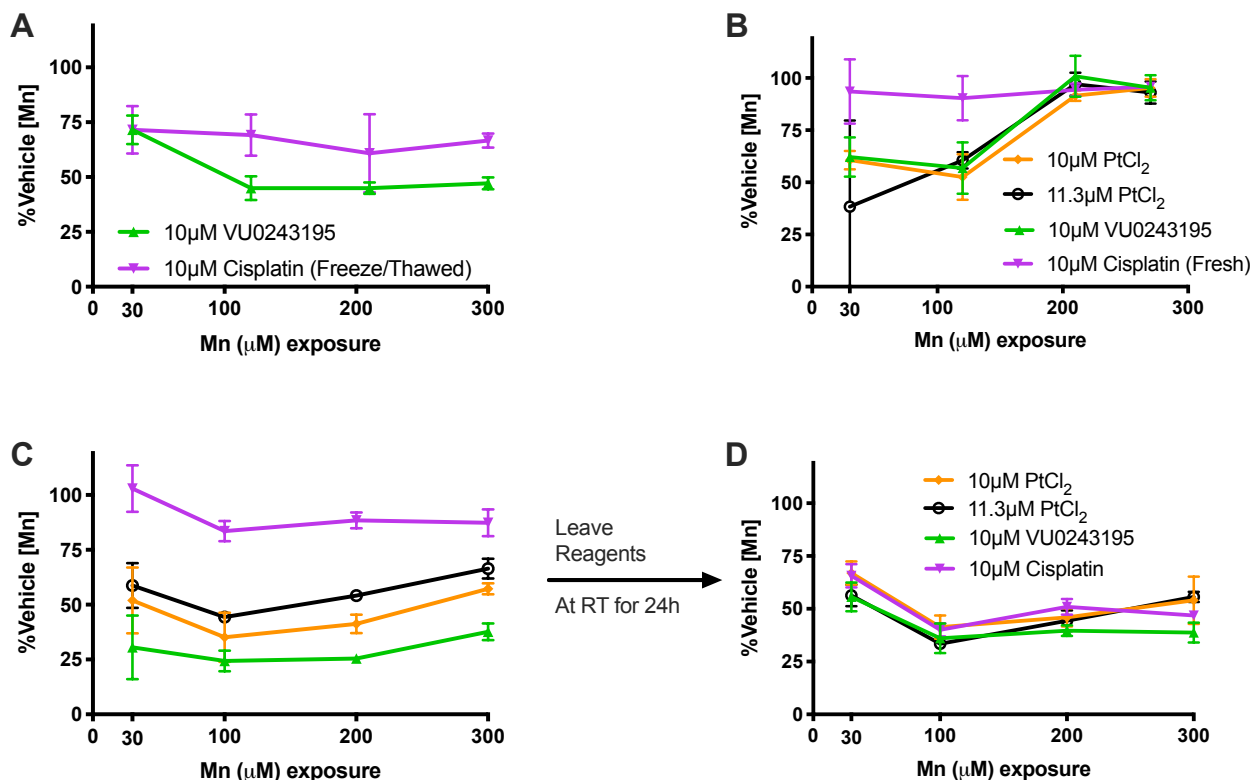 A
%Vehicle [Mn]
100
75
50
25
0
10µM VU0243195
10µM Cisplatin (Freeze/Thawed)
0 30 100 200 300
Mn (µM) exposure
B
%Vehicle [Mn]
100
75
50
25
0
10µM PtCl2
11.3µM PtCl2
10µM VU0243195
10µM Cisplatin (Fresh)
0 30 100 200 300
Mn (µM) exposure
C
%Vehicle [Mn]
100
75
50
25
0
0 30 100 200 300
Mn (µM) exposure
Leave
Reagents
At RT for 24h
D
%Vehicle [Mn]
100
75
50
25
0
10µM PtCl2
11.3µM PtCl2
10µM VU0243195
10µM Cisplatin
0 30 100 200 300
Mn (µM) exposure